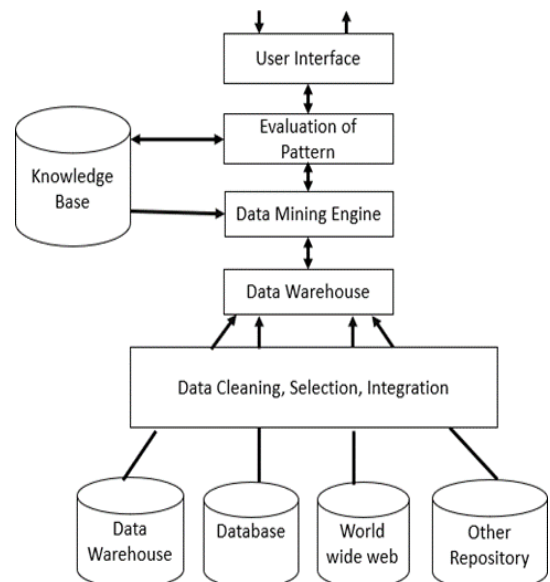 User Interface
Evaluation of
Pattern
Knowledge
Base
Data Mining Engine
Data Warehouse
Data Cleaning, Selection, Integration
Data
Warehouse
Database
World
wide web
Other
Repository